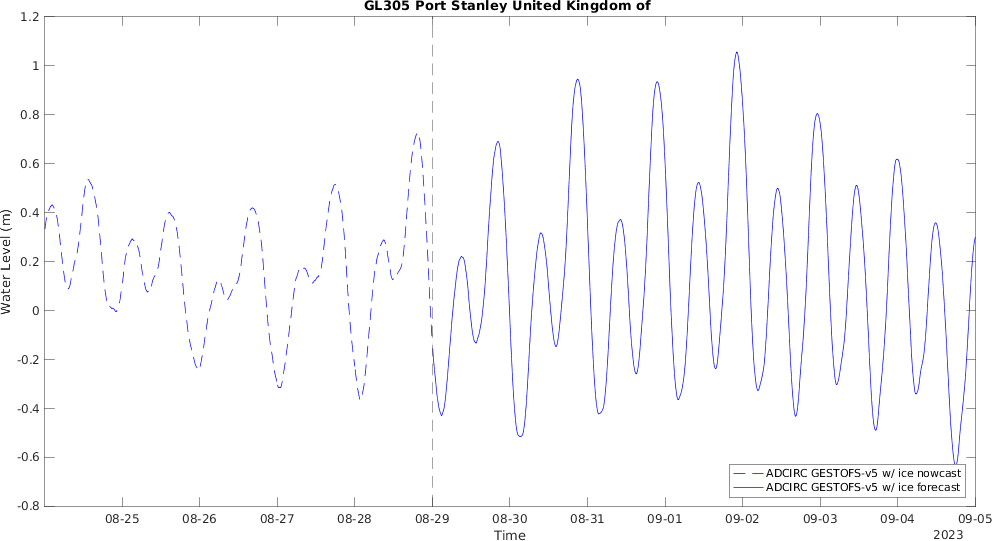 GL305 Port Stanley United Kingdom of
1.2
1
0.8
0.6
0.4
0.2
0
-0.2
-0.4
-0.6
-0.8
Water Level (m)
ADCIRC GESTOFS-v5 w/ ice nowcast
ADCIRC GESTOFS-v5 w/ ice forecast
08-25 08-26 08-27 08-28 08-29 08-30 08-31 09-01 09-02 09-03 09-04 09-05
Time
2023